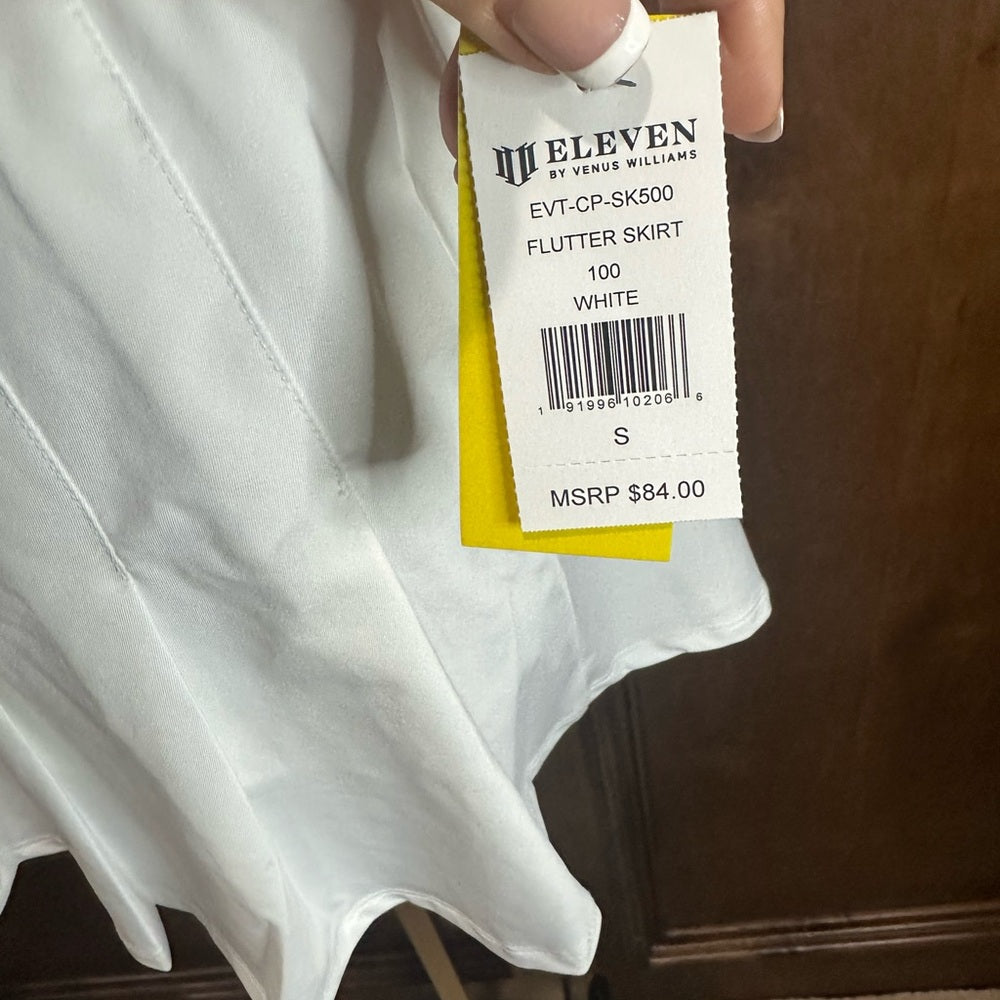 ELEVEN
BY VENUS WILLIAMS
EVT-CP-SK500
FLUTTER SKIRT
100
WHITE
1 91996 10206 6
S
MSRP $84.00